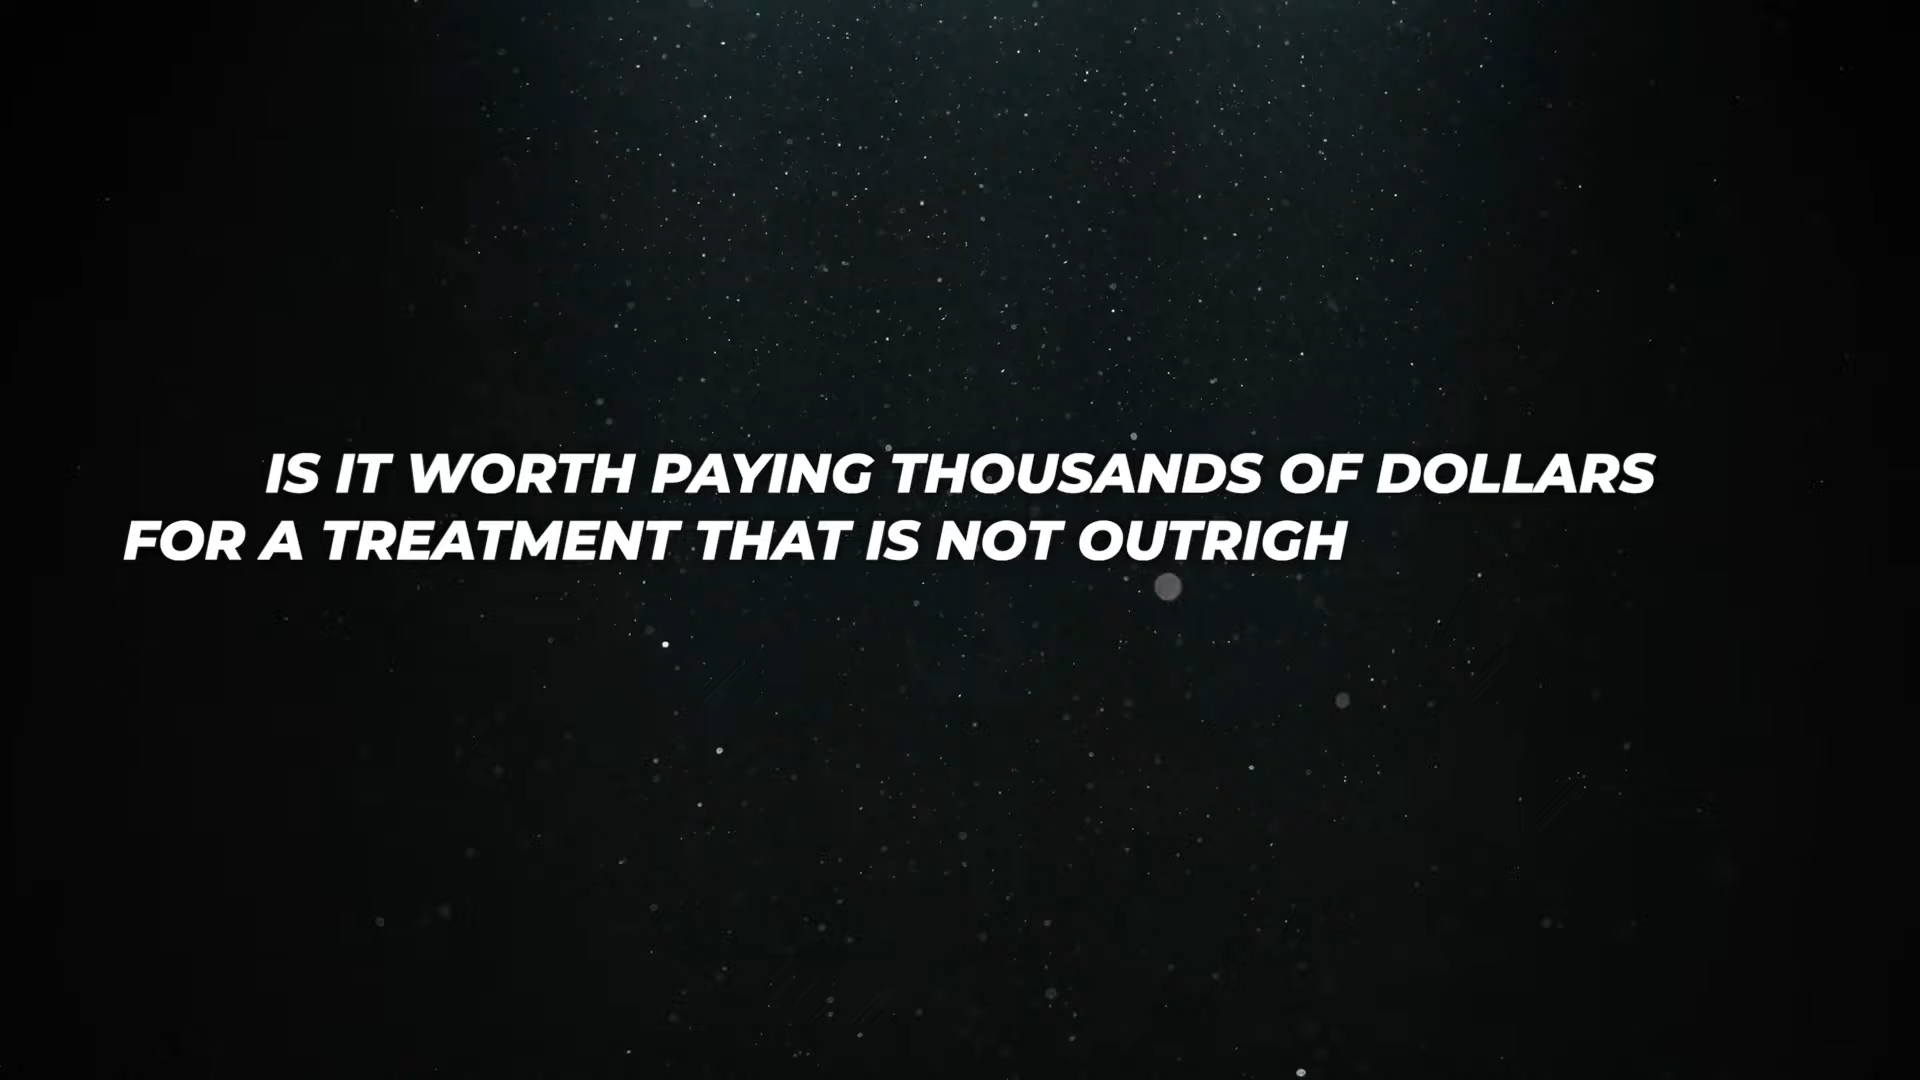 IS IT WORTH PAYING THOUSANDS OF DOLLARS
FOR A TREATMENT THAT IS NOT OUTRIGH